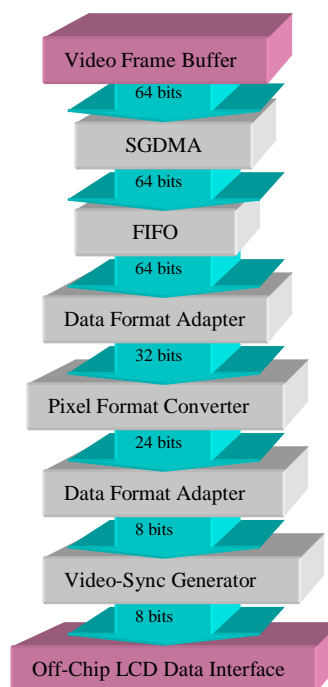 Video Frame Buffer
64 bits
SGDMA
64 bits
FIFO
64 bits
Data Format Adapter
32 bits
Pixel Format Converter
24 bits
Data Format Adapter
8 bits
Video-Sync Generator
8 bits
Off-Chip LCD Data Interface